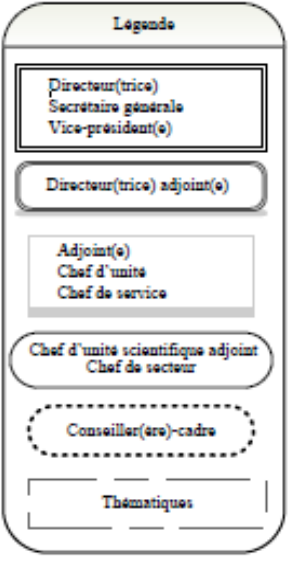 Légende
Directeur(trice)
Secrétaire générale
Vice-président(e)
Directeur(trice) adjoint(e)
Adjoint(e)
Chef d'unité
Chef de service
Chef d'unité scientifique adjoint
Chef de secteur
Conseiller(ère)-cadre
Thématiques